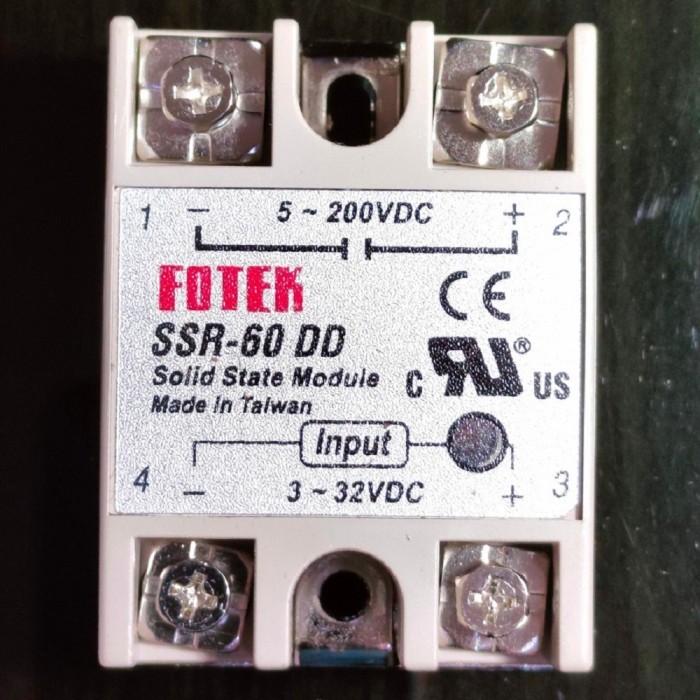 1 − 5 ~ 200VDC + 2
FOTEK
CE
SSR-60 DD
Solid State Module
c RU ® US
Made in Taiwan
Input
4 − 3 ~ 32VDC + 3